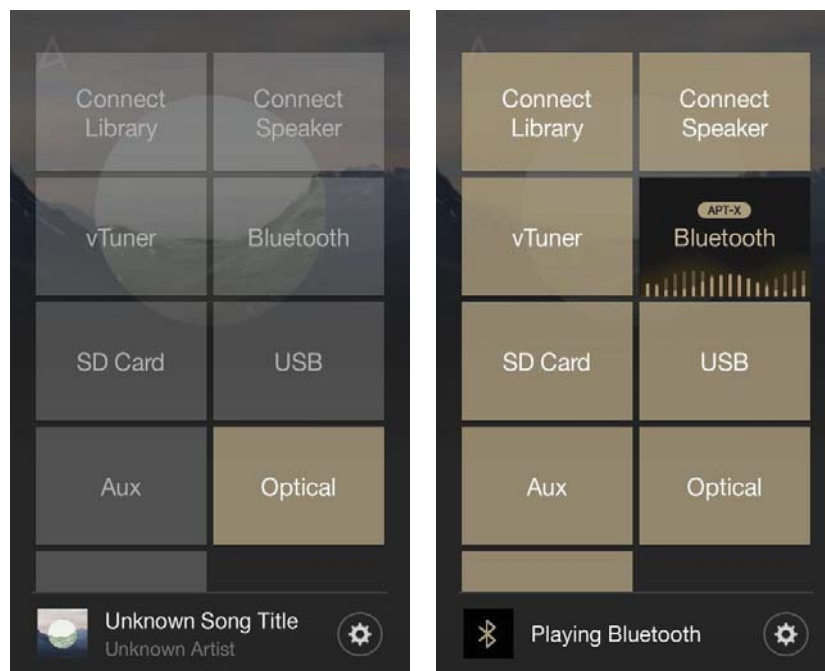 Connect
Library
Connect
Speaker
vTuner
Bluetooth
SD Card
USB
Aux
Optical
Unknown Song Title
Unknown Artist
Connect
Library
Connect
Speaker
vTuner
APT-X
Bluetooth
SD Card
USB
Aux
Optical
Playing Bluetooth